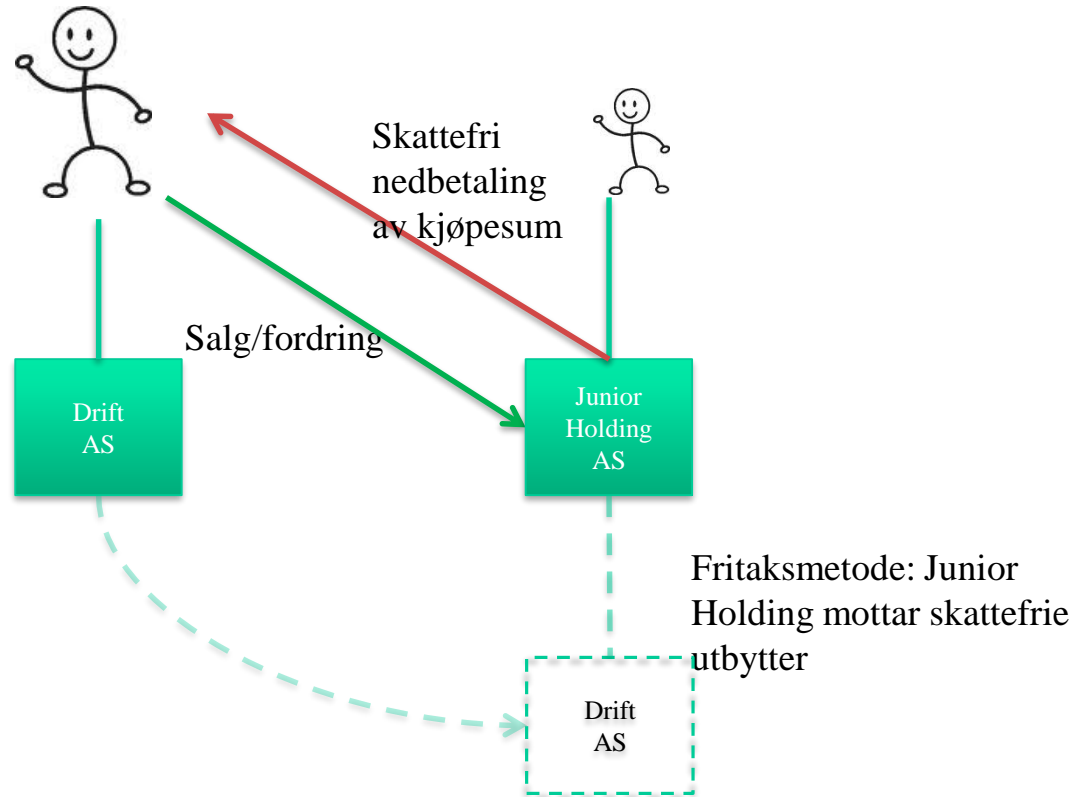 Skattefri
nedbetaling
av kjøpesum
Salg/fordring
Drift
AS
Junior
Holding
AS
Fritaksmetode: Junior
Holding mottar skattefrie
utbytter
Drift
AS